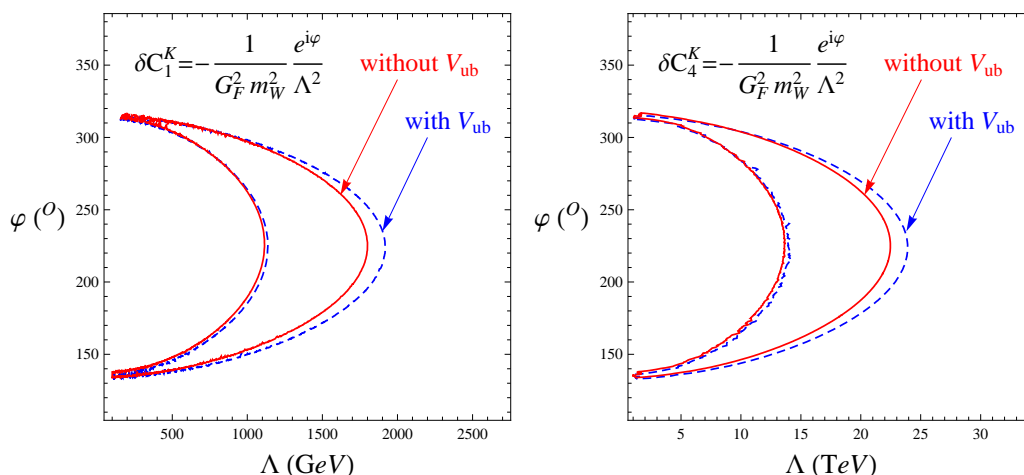 δC₁ᴷ=− 1/(G_F² m_W²) e^{iφ}/Λ²
without V_ub
with V_ub
350
300
250
200
150
φ (ᴼ)
500 1000 1500 2000 2500
Λ (GeV)
δC₄ᴷ=− 1/(G_F² m_W²) e^{iφ}/Λ²
without V_ub
with V_ub
350
300
250
200
150
φ (ᴼ)
5 10 15 20 25 30
Λ (TeV)